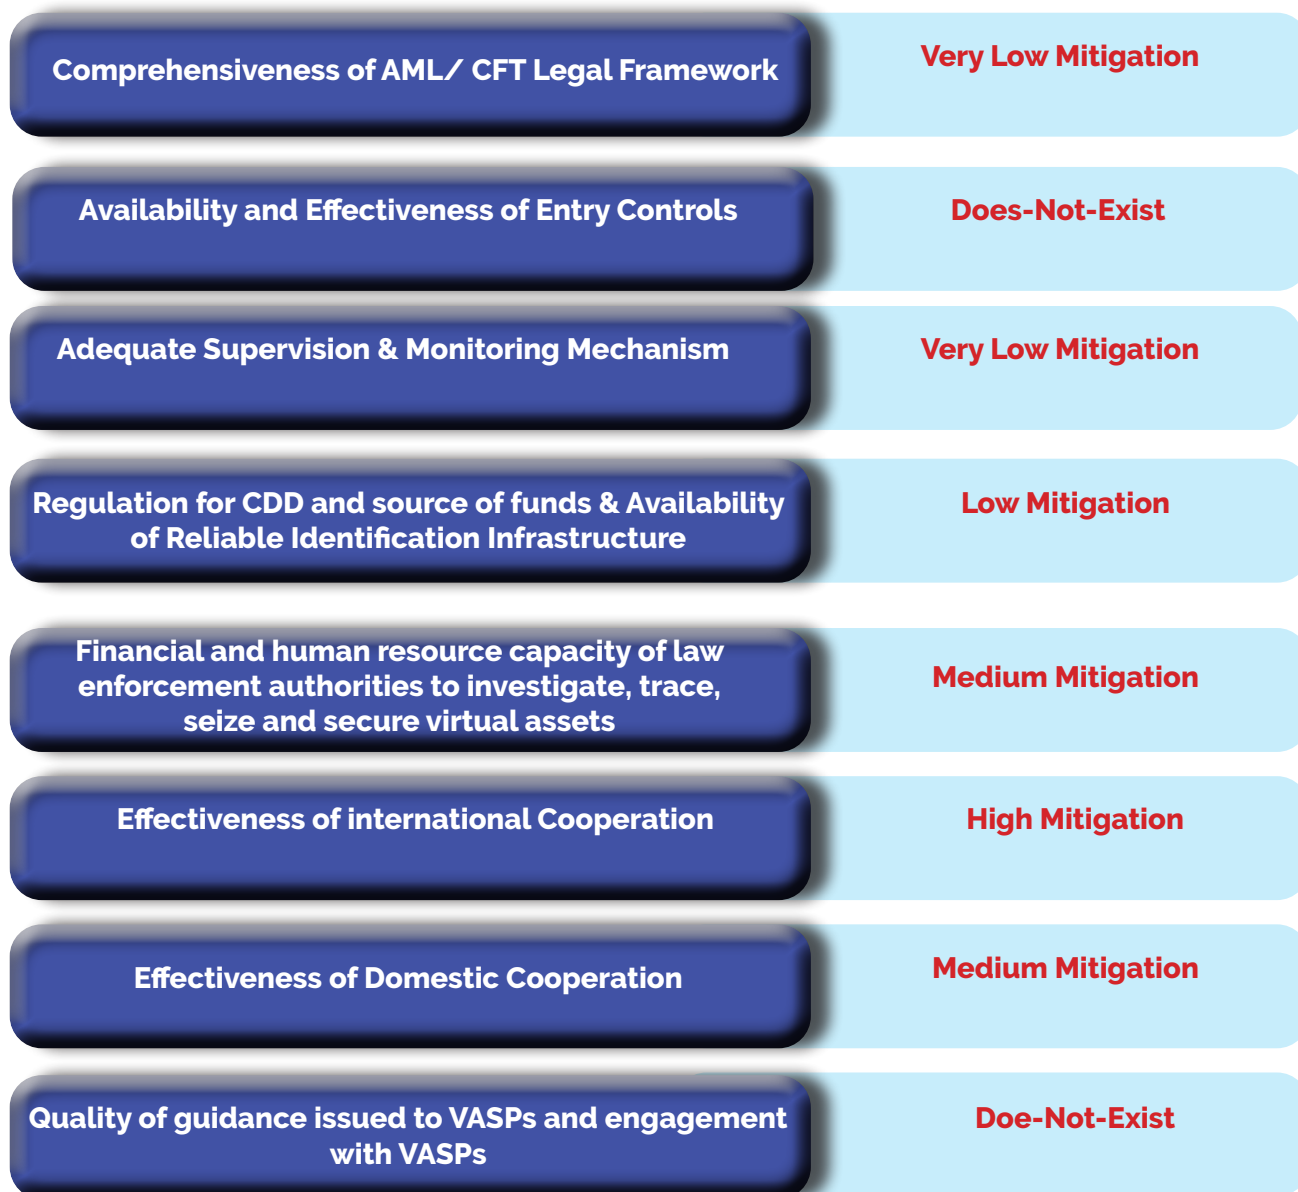 Comprehensiveness of AML/ CFT Legal Framework
Very Low Mitigation
Availability and Effectiveness of Entry Controls
Does-Not-Exist
Adequate Supervision & Monitoring Mechanism
Very Low Mitigation
Regulation for CDD and source of funds & Availability
of Reliable Identification Infrastructure
Low Mitigation
Financial and human resource capacity of law
enforcement authorities to investigate, trace,
seize and secure virtual assets
Medium Mitigation
Effectiveness of international Cooperation
High Mitigation
Effectiveness of Domestic Cooperation
Medium Mitigation
Quality of guidance issued to VASPs and engagement
with VASPs
Doe-Not-Exist